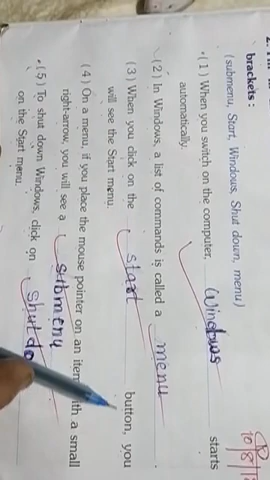 brackets :
(submenu, Start, Windows, Shut down, menu)
(1) When you switch on the computer, Windows starts
automatically.
(2) In Windows, a list of commands is called a menu.
(3) When you click on the start button, you
will see the Start menu.
(4) On a menu, if you place the mouse pointer on an item with a small
right-arrow, you will see a submenu
(5) To shut down Windows, click on shutdo
on the Start menu.